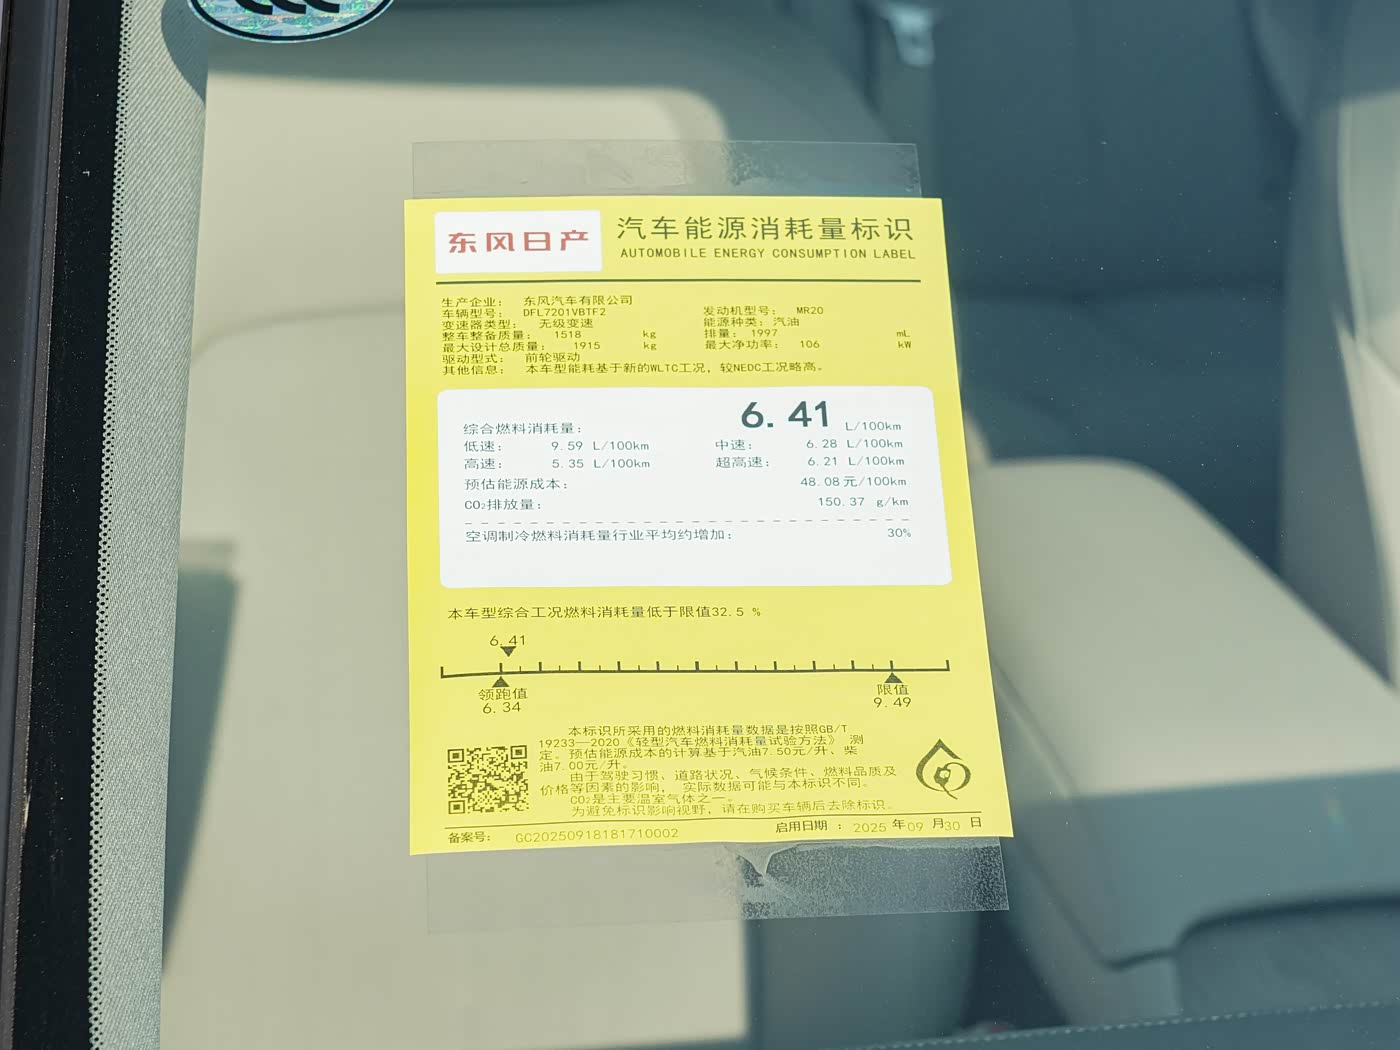 东风日产
汽车能源消耗量标识
AUTOMOBILE ENERGY CONSUMPTION LABEL
生产企业： 东风汽车有限公司
车辆型号： DFL7201VBTF2 发动机型号： MR20
变速器类型： 无级变速 能源种类：汽油
整车整备质量： 1518 kg 排量：1997 mL
最大设计总质量： 1915 kg 最大净功率： 106 kW
驱动型式： 前轮驱动
其他信息： 本车型能耗基于新的WLTC工况，较NEDC工况略高。
综合燃料消耗量： 6.41 L/100km
低速： 9.59 L/100km 中速： 6.28 L/100km
高速： 5.35 L/100km 超高速： 6.21 L/100km
预估能源成本： 48.08元/100km
CO₂排放量： 150.37 g/km
空调制冷燃料消耗量行业平均约增加： 30%
本车型综合工况燃料消耗量低于限值32.5 %
6.41
领跑值 限值
6.34 9.49
本标识所采用的燃料消耗量数据是按照GB/T
19233—2020《轻型汽车燃料消耗量试验方法》 测
定。预估能源成本的计算基于汽油7.50元/升、柴
油7.00元/升。
由于驾驶习惯、道路状况、气候条件、燃料品质及
价格等因素的影响， 实际数据可能与本标识不同。
CO₂是主要温室气体之一。
为避免标识影响视野，请在购买车辆后去除标识。
备案号： GC20250918181710002 启用日期 ： 2025 年09 月30 日